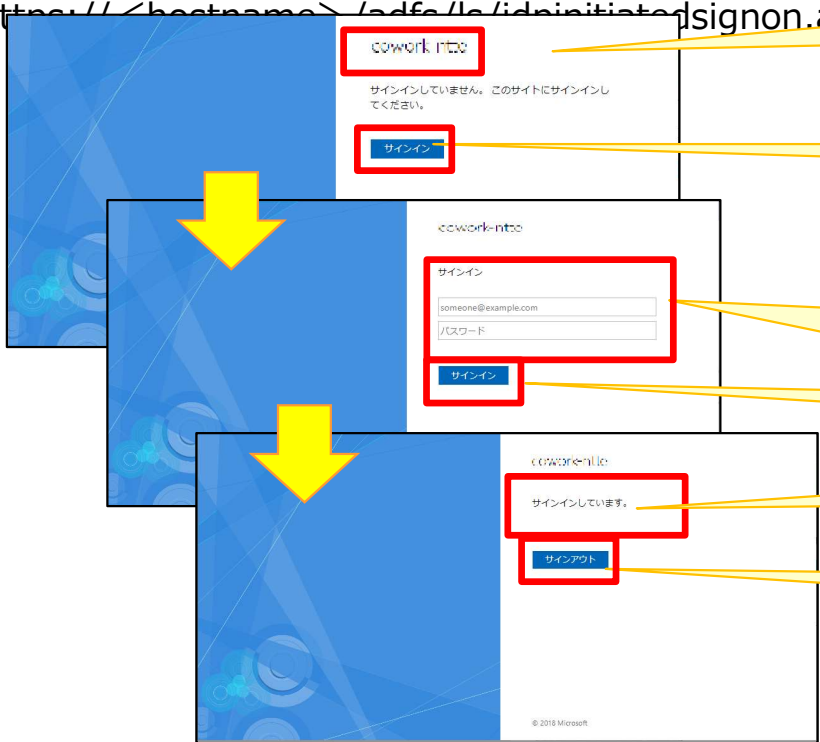 ttps://<hostname>/adfs/ls/idpinitiatedsignon.a
cowork-ntte
サインインしていません。 このサイトにサインインし
てください。
サインイン
cowork-ntte
サインイン
someone@example.com
パスワード
サインイン
cowork-ntte
サインインしています。
サインアウト
© 2018 Microsoft